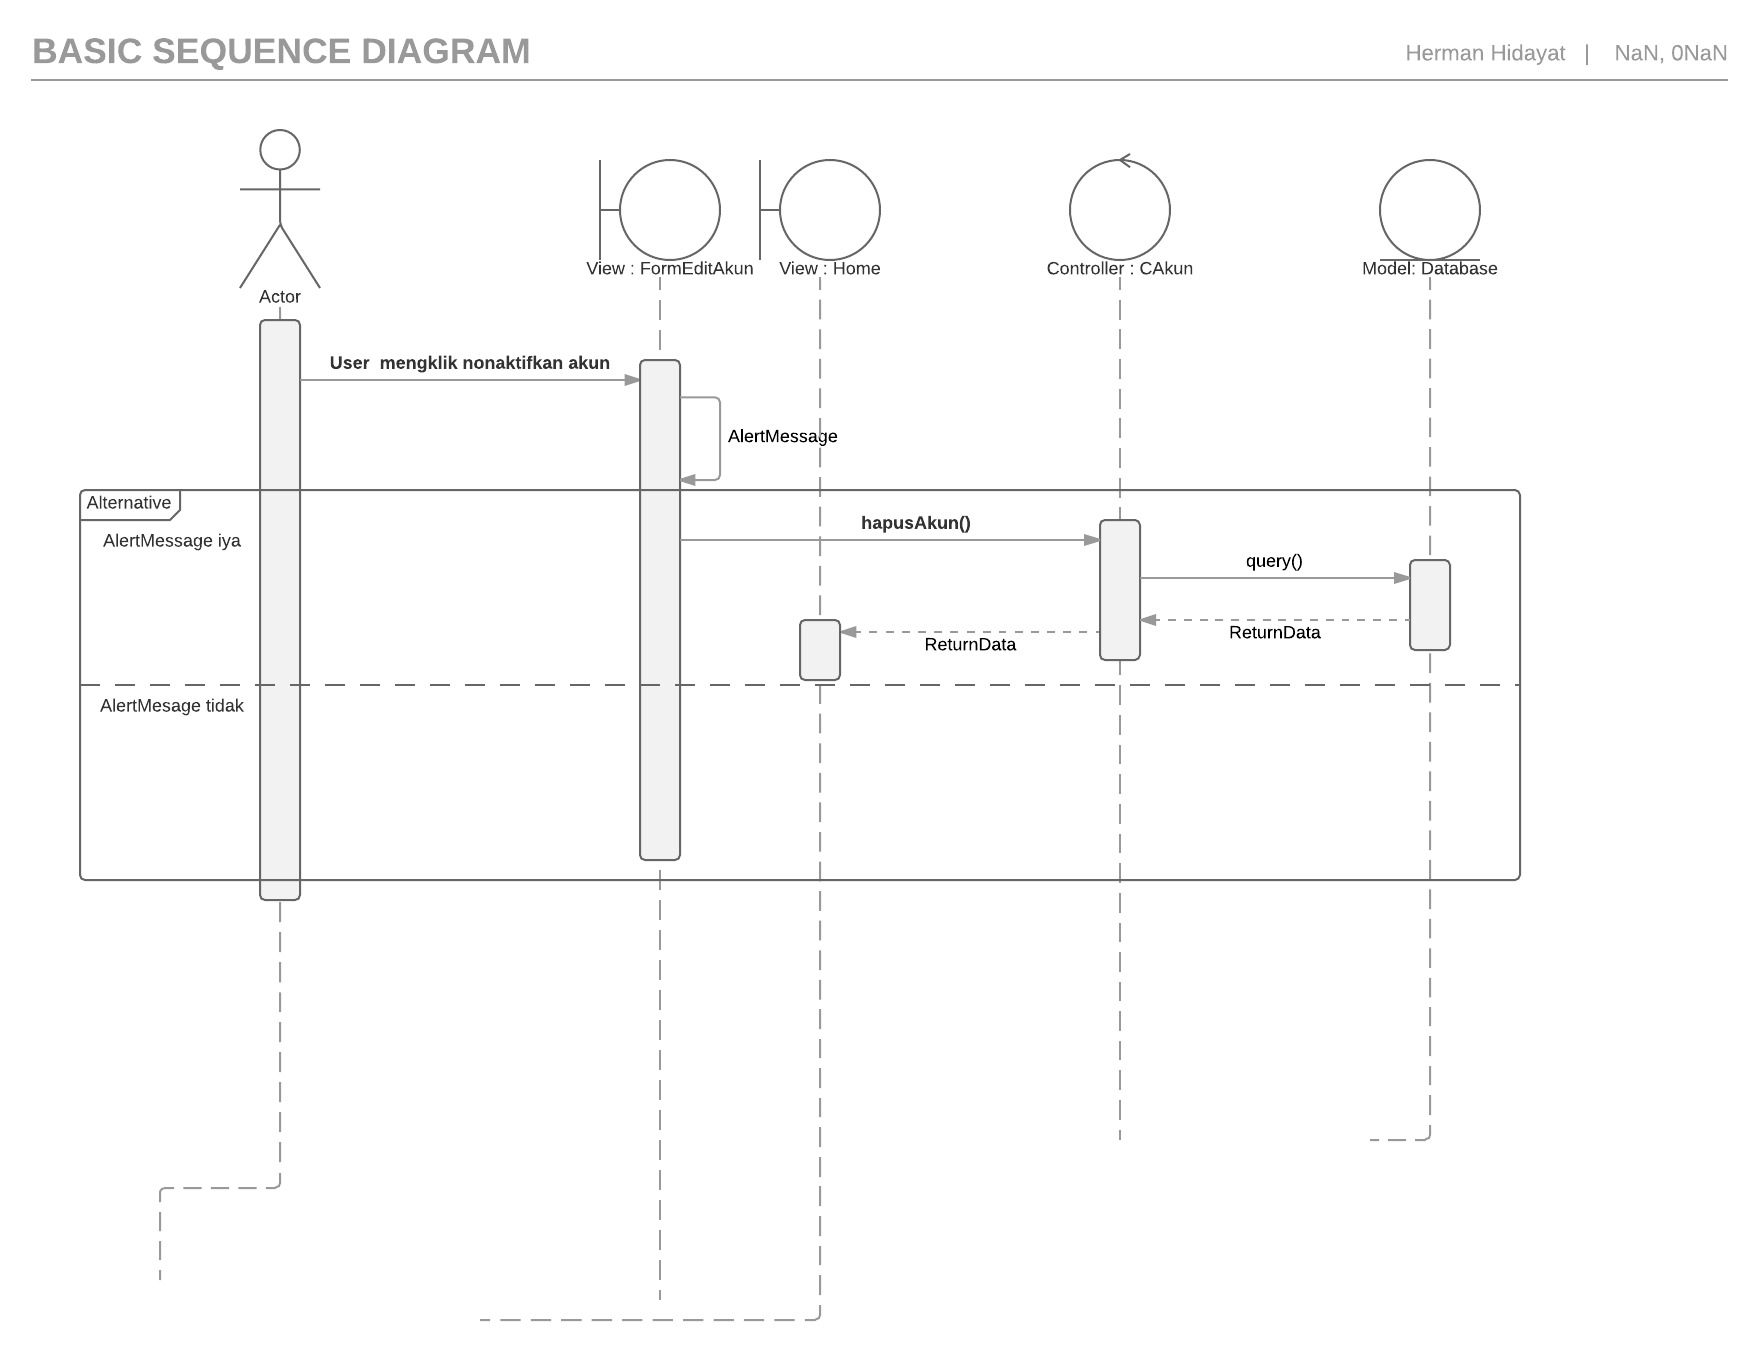 BASIC SEQUENCE DIAGRAM
Herman Hidayat | NaN, 0NaN
Actor
View : FormEditAkun
View : Home
Controller : CAkun
Model: Database
User  mengklik nonaktifkan akun
AlertMessage
Alternative
AlertMessage iya
hapusAkun()
query()
ReturnData
ReturnData
AlertMesage tidak